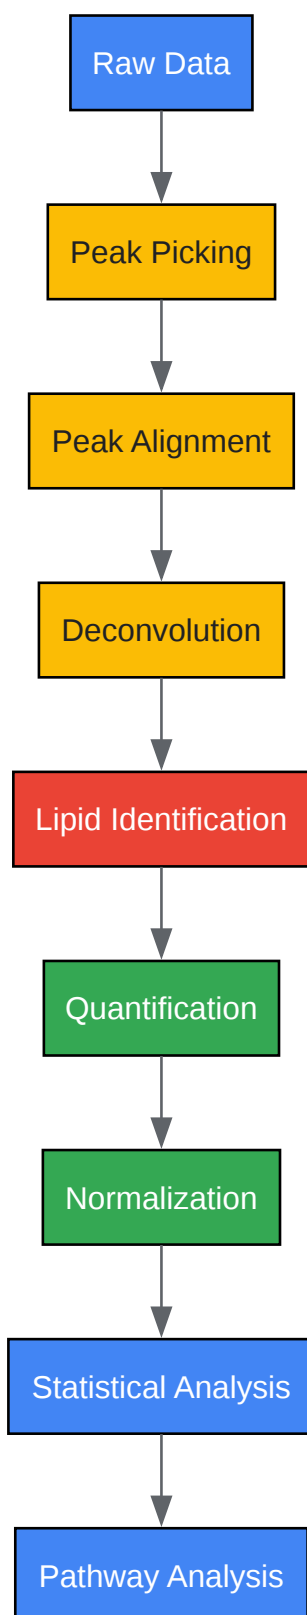 Raw Data
Peak Picking
Peak Alignment
Deconvolution
Lipid Identification
Quantification
Normalization
Statistical Analysis
Pathway Analysis